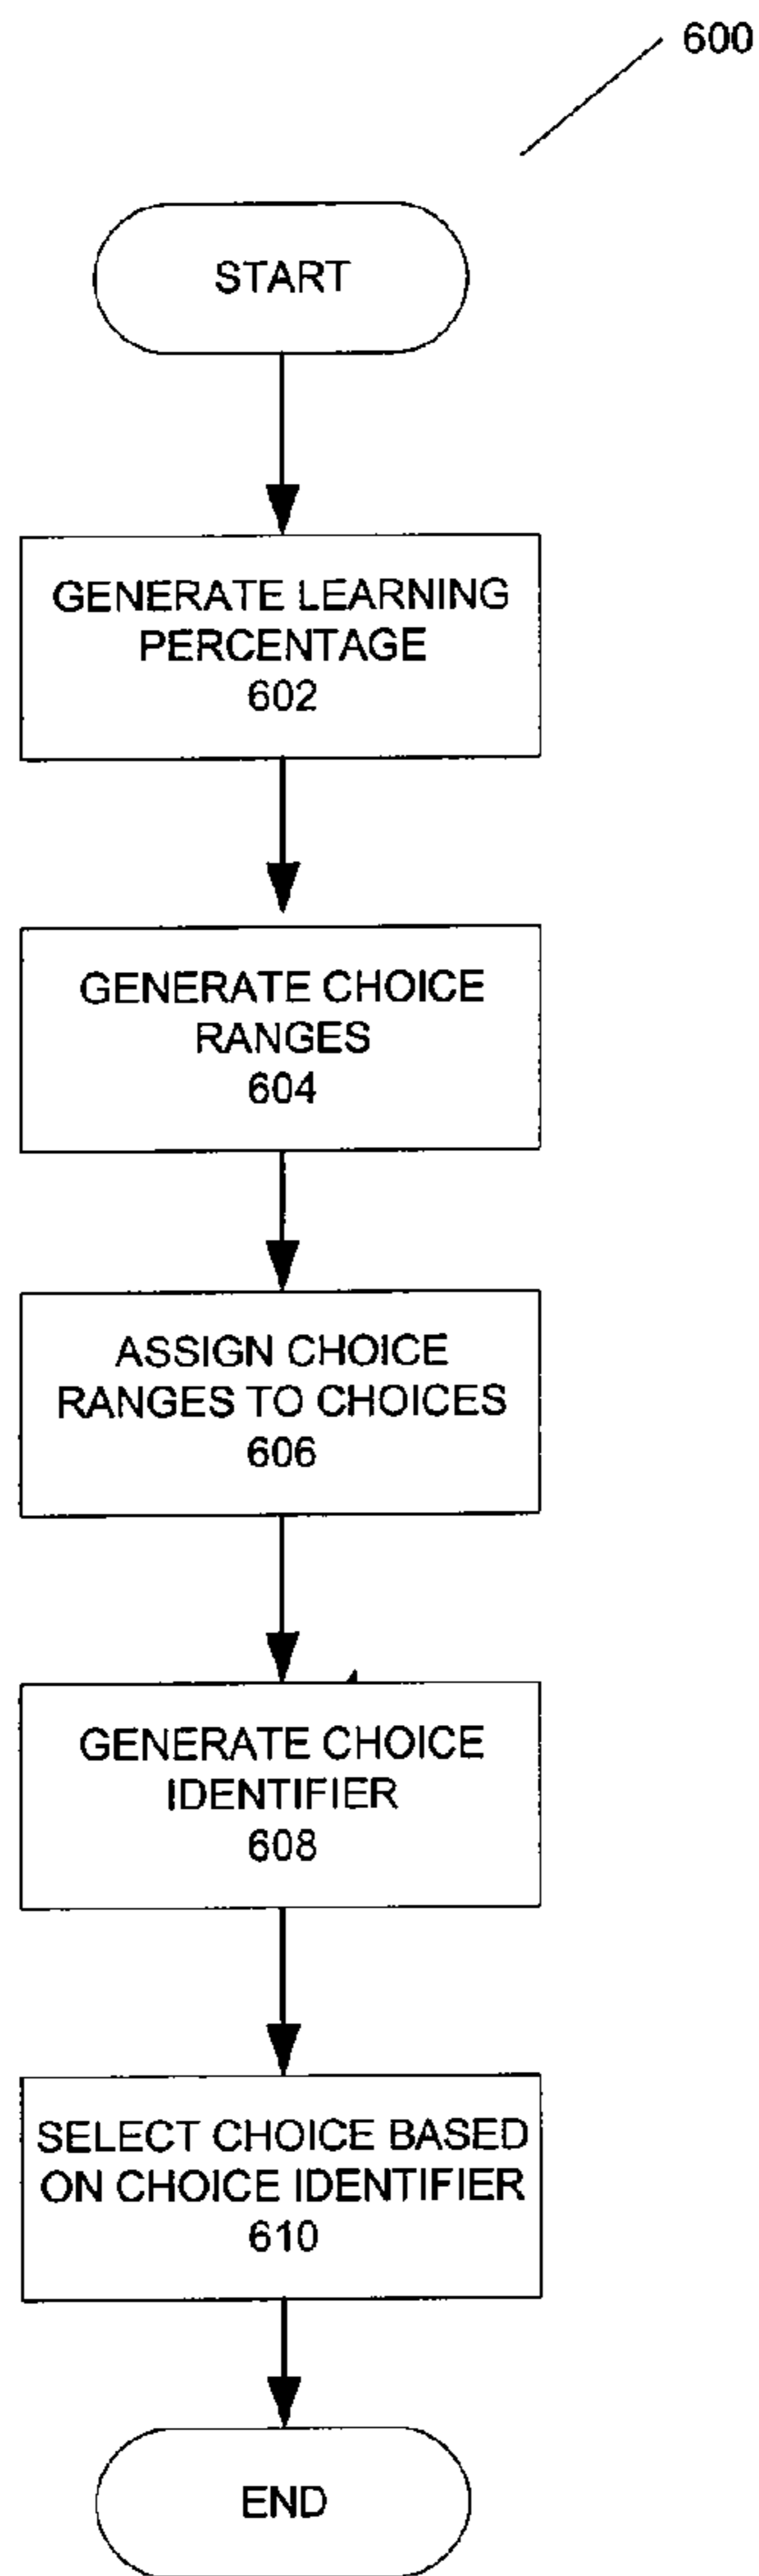 600
START
GENERATE LEARNING
PERCENTAGE
602
GENERATE CHOICE
RANGES
604
ASSIGN CHOICE
RANGES TO CHOICES
606
GENERATE CHOICE
IDENTIFIER
608
SELECT CHOICE BASED
ON CHOICE IDENTIFIER
610
END